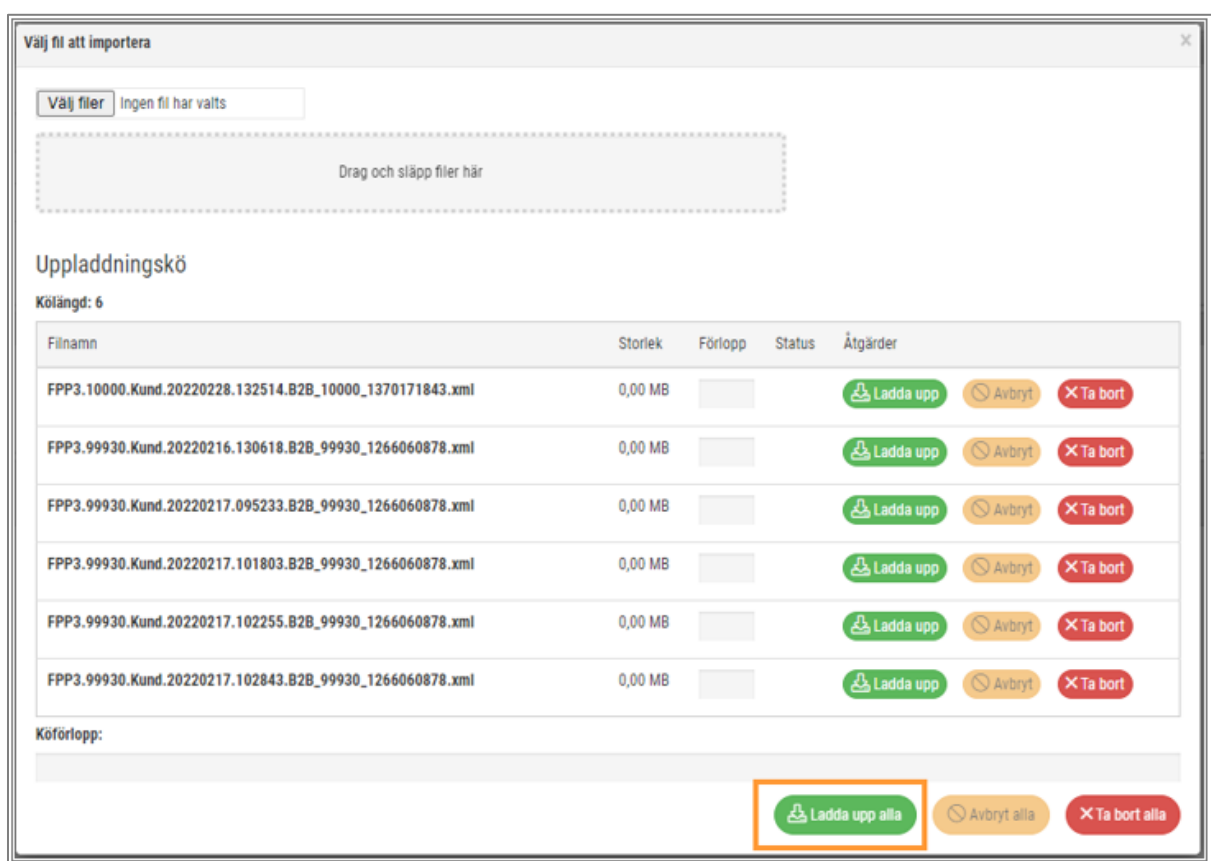 Välj fil att importera
Välj filer Ingen fil har valts
Drag och släpp filer här
Uppladdningskö
Kölängd: 6
Filnamn Storlek Förlopp Status Åtgärder
FPP3.10000.Kund.20220228.132514.B2B_10000_1370171843.xml 0,00 MB Ladda upp Avbryt Ta bort
FPP3.99930.Kund.20220216.130618.B2B_99930_1266060878.xml 0,00 MB Ladda upp Avbryt Ta bort
FPP3.99930.Kund.20220217.095233.B2B_99930_1266060878.xml 0,00 MB Ladda upp Avbryt Ta bort
FPP3.99930.Kund.20220217.101803.B2B_99930_1266060878.xml 0,00 MB Ladda upp Avbryt Ta bort
FPP3.99930.Kund.20220217.102255.B2B_99930_1266060878.xml 0,00 MB Ladda upp Avbryt Ta bort
FPP3.99930.Kund.20220217.102843.B2B_99930_1266060878.xml 0,00 MB Ladda upp Avbryt Ta bort
Köförlopp:
Ladda upp alla Avbryt alla Ta bort alla